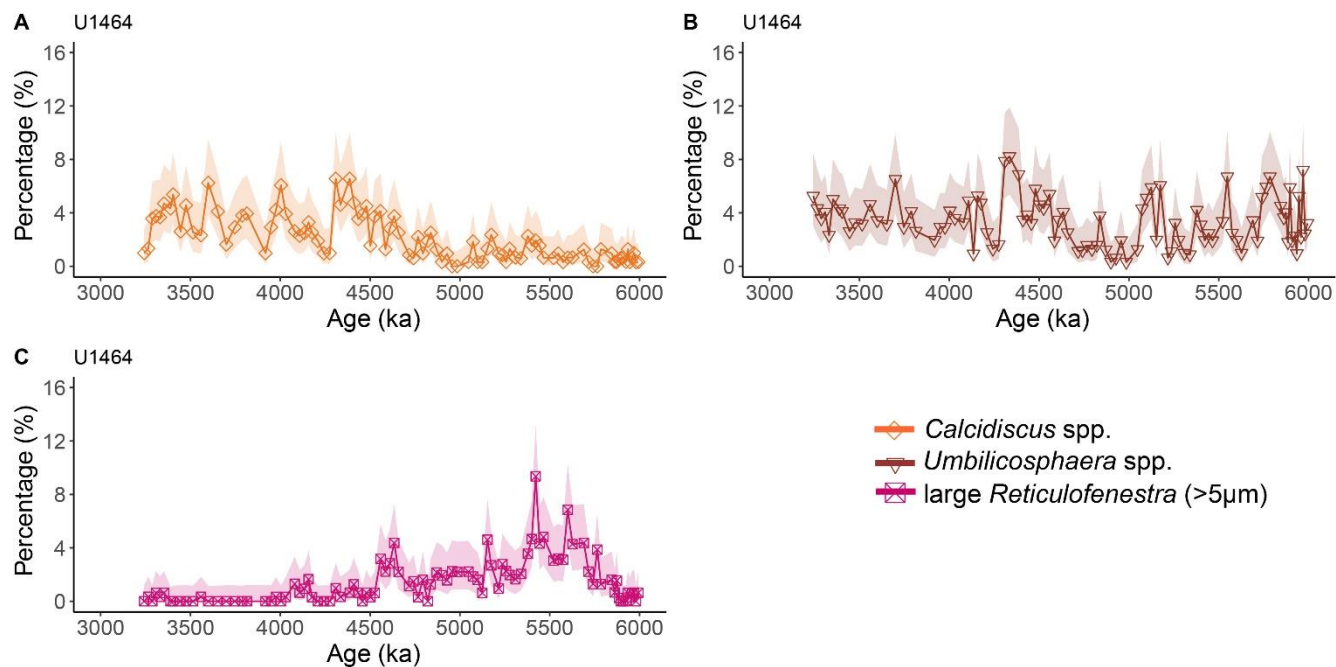 A
U1464
16
12
8
4
0
Percentage (%)
3000 3500 4000 4500 5000 5500 6000
Age (ka)
B
U1464
16
12
8
4
0
Percentage (%)
3000 3500 4000 4500 5000 5500 6000
Age (ka)
C
U1464
16
12
8
4
0
Percentage (%)
3000 3500 4000 4500 5000 5500 6000
Age (ka)
Calcidiscus spp.
Umbilicosphaera spp.
large Reticulofenestra (>5μm)